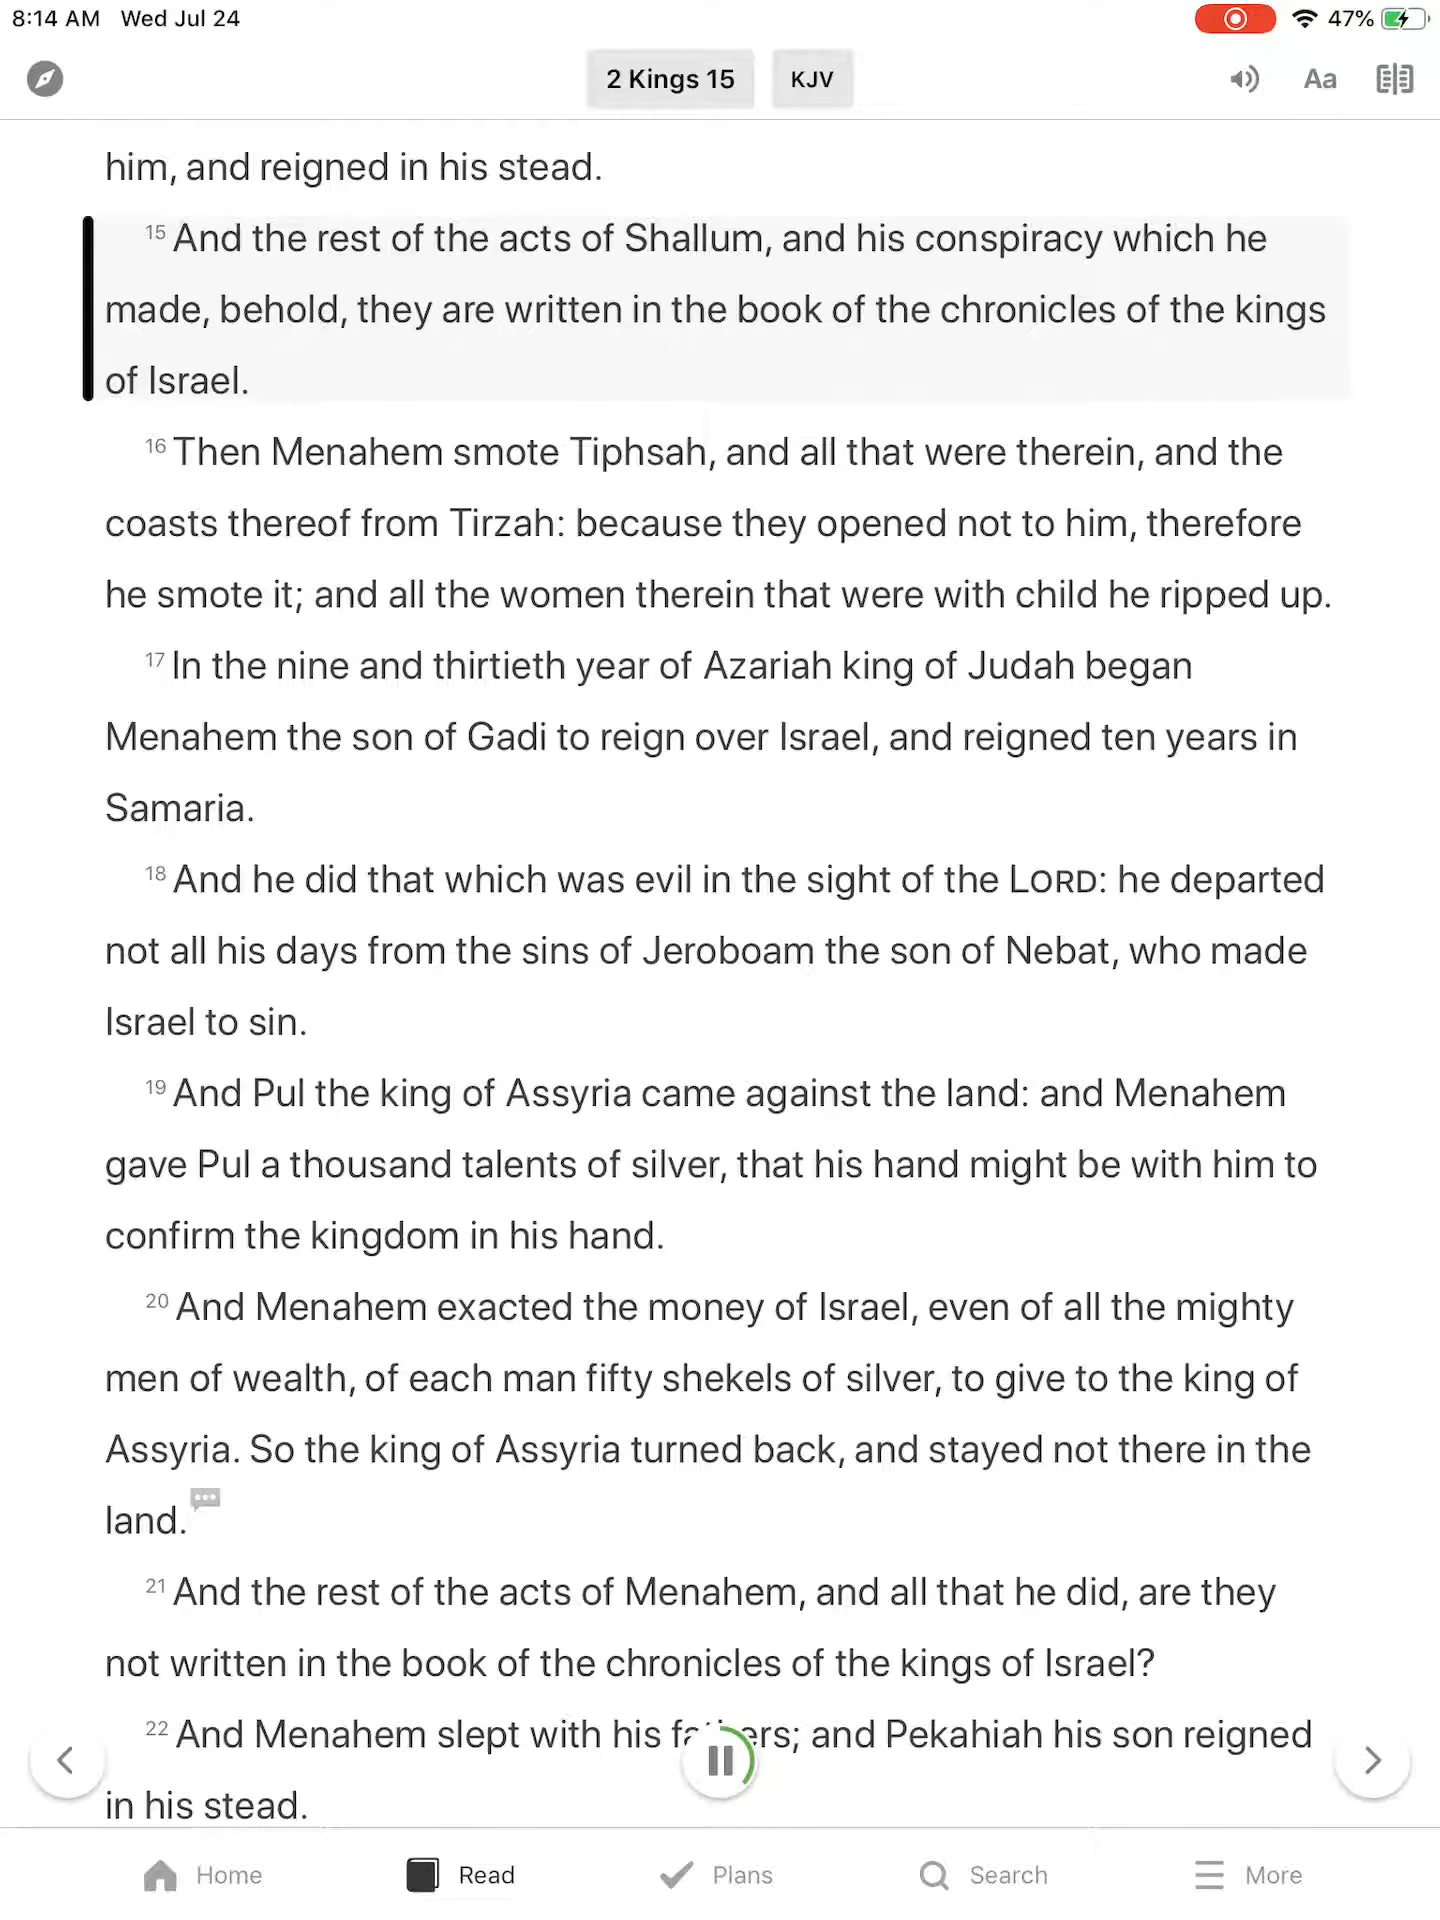 8:14 AM Wed Jul 24 47%
2 Kings 15 KJV Aa
him, and reigned in his stead.
15 And the rest of the acts of Shallum, and his conspiracy which he
made, behold, they are written in the book of the chronicles of the kings
of Israel.
16 Then Menahem smote Tiphsah, and all that were therein, and the
coasts thereof from Tirzah: because they opened not to him, therefore
he smote it; and all the women therein that were with child he ripped up.
17 In the nine and thirtieth year of Azariah king of Judah began
Menahem the son of Gadi to reign over Israel, and reigned ten years in
Samaria.
18 And he did that which was evil in the sight of the LORD: he departed
not all his days from the sins of Jeroboam the son of Nebat, who made
Israel to sin.
19 And Pul the king of Assyria came against the land: and Menahem
gave Pul a thousand talents of silver, that his hand might be with him to
confirm the kingdom in his hand.
20 And Menahem exacted the money of Israel, even of all the mighty
men of wealth, of each man fifty shekels of silver, to give to the king of
Assyria. So the king of Assyria turned back, and stayed not there in the
land.
21 And the rest of the acts of Menahem, and all that he did, are they
not written in the book of the chronicles of the kings of Israel?
22 And Menahem slept with his fathers; and Pekahiah his son reigned
in his stead.
Home Read Plans Search More